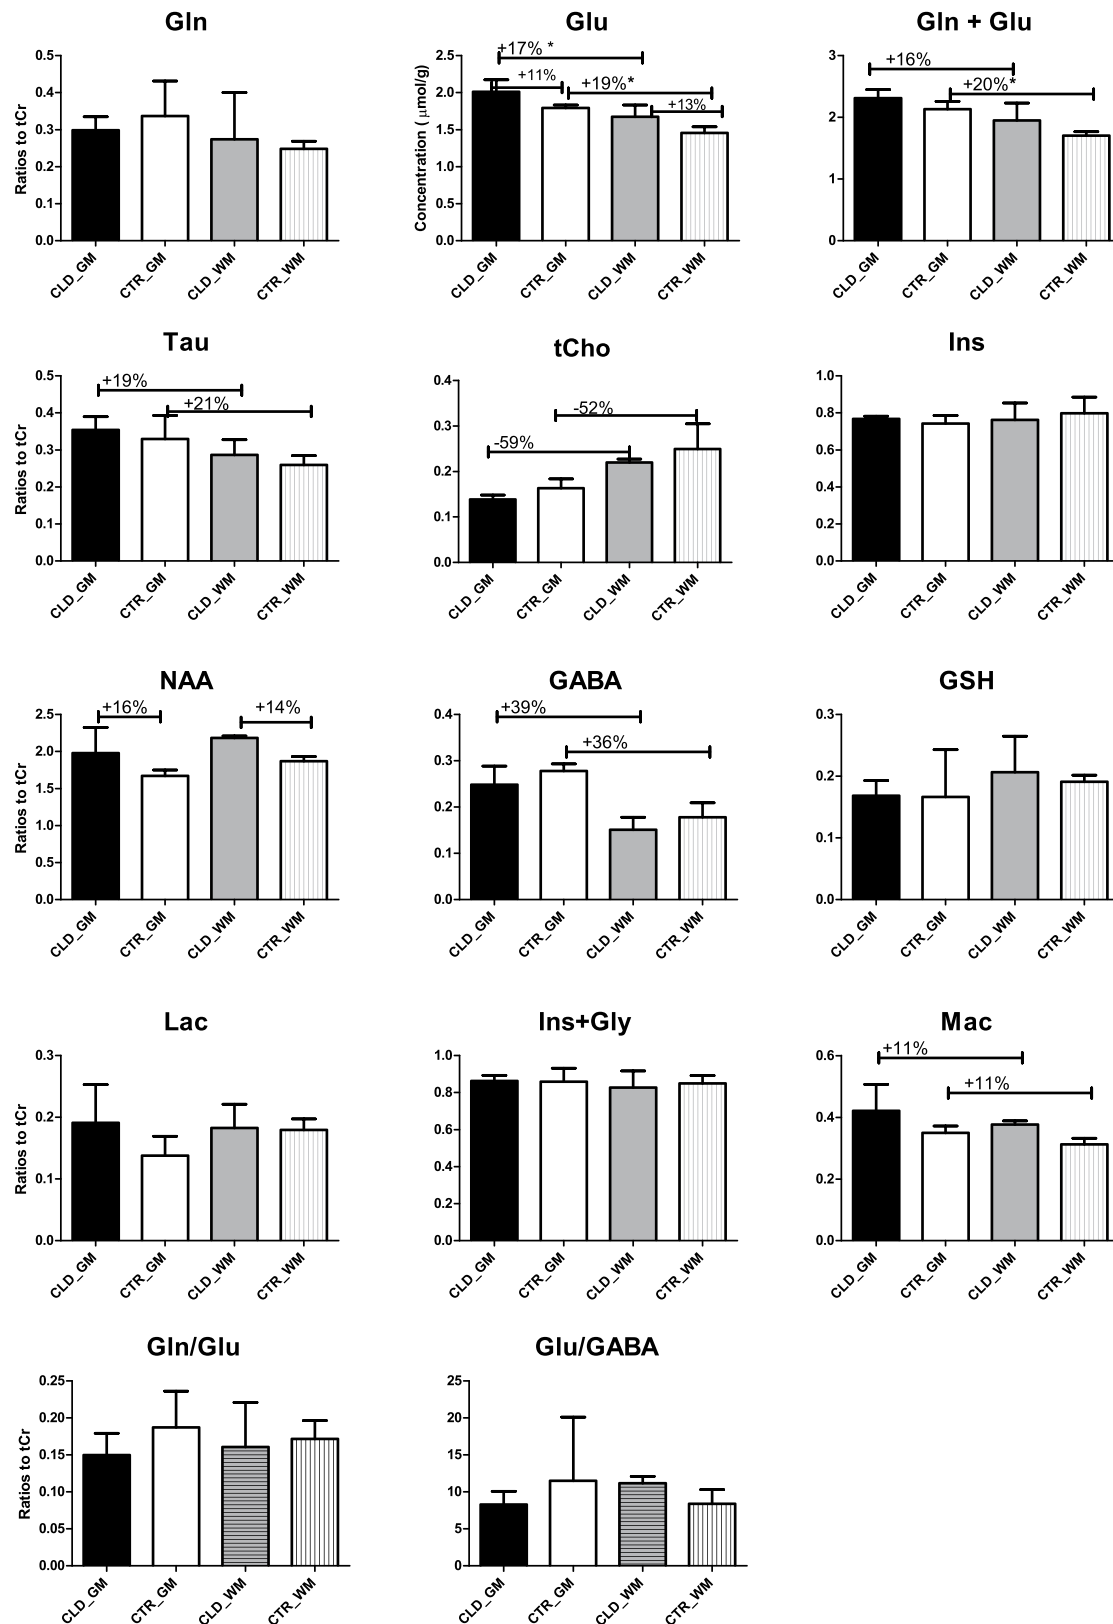 Gln
Ratios to tCr
0.5
0.4
0.3
0.2
0.1
0.0
CLD_GM
CTR_GM
CLD_WM
CTR_WM
Glu
Concentration ( μmol/g)
2.5
2.0
1.5
1.0
0.5
0.0
+17% *
+11%
+19%*
+13%
CLD_GM
CTR_GM
CLD_WM
CTR_WM
Gln + Glu
3
2
1
0
+16%
+20%*
CLD_GM
CTR_GM
CLD_WM
CTR_WM
Tau
Ratios to tCr
0.5
0.4
0.3
0.2
0.1
0.0
+19%
+21%
CLD_GM
CTR_GM
CLD_WM
CTR_WM
tCho
0.4
0.3
0.2
0.1
0.0
-52%
-59%
CLD_GM
CTR_GM
CLD_WM
CTR_WM
Ins
1.0
0.8
0.6
0.4
0.2
0.0
CLD_GM
CTR_GM
CLD_WM
CTR_WM
NAA
Ratios to tCr
2.5
2.0
1.5
1.0
0.5
0.0
+16%
+14%
CLD_GM
CTR_GM
CLD_WM
CTR_WM
GABA
0.4
0.3
0.2
0.1
0.0
+39%
+36%
CLD_GM
CTR_GM
CLD_WM
CTR_WM
GSH
0.3
0.2
0.1
0.0
CLD_GM
CTR_GM
CLD_WM
CTR_WM
Lac
Ratios to tCr
0.3
0.2
0.1
0.0
CLD_GM
CTR_GM
CLD_WM
CTR_WM
Ins+Gly
1.0
0.8
0.6
0.4
0.2
0.0
CLD_GM
CTR_GM
CLD_WM
CTR_WM
Mac
0.6
0.4
0.2
0.0
+11%
+11%
CLD_GM
CTR_GM
CLD_WM
CTR_WM
Gln/Glu
Ratios to tCr
0.25
0.20
0.15
0.10
0.05
0.00
CLD_GM
CTR_GM
CLD_WM
CTR_WM
Glu/GABA
25
20
15
10
5
0
CLD_GM
CTR_GM
CLD_WM
CTR_WM